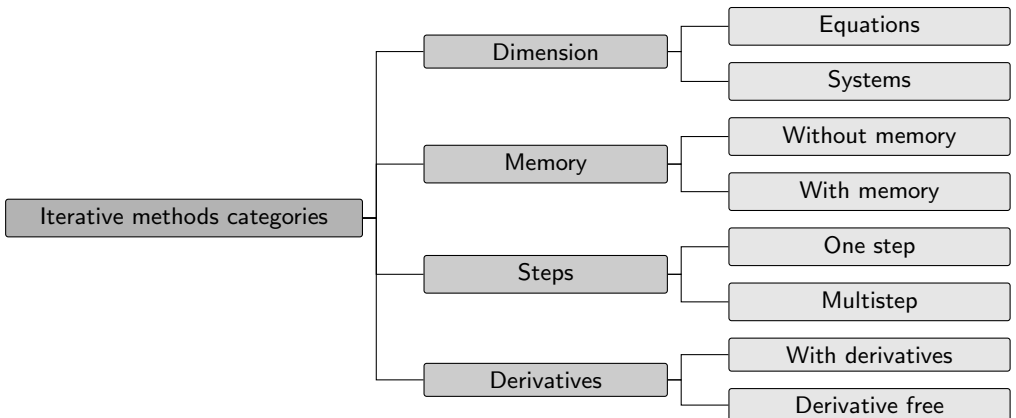 Iterative methods categories
Dimension
Equations
Systems
Memory
Without memory
With memory
Steps
One step
Multistep
Derivatives
With derivatives
Derivative free